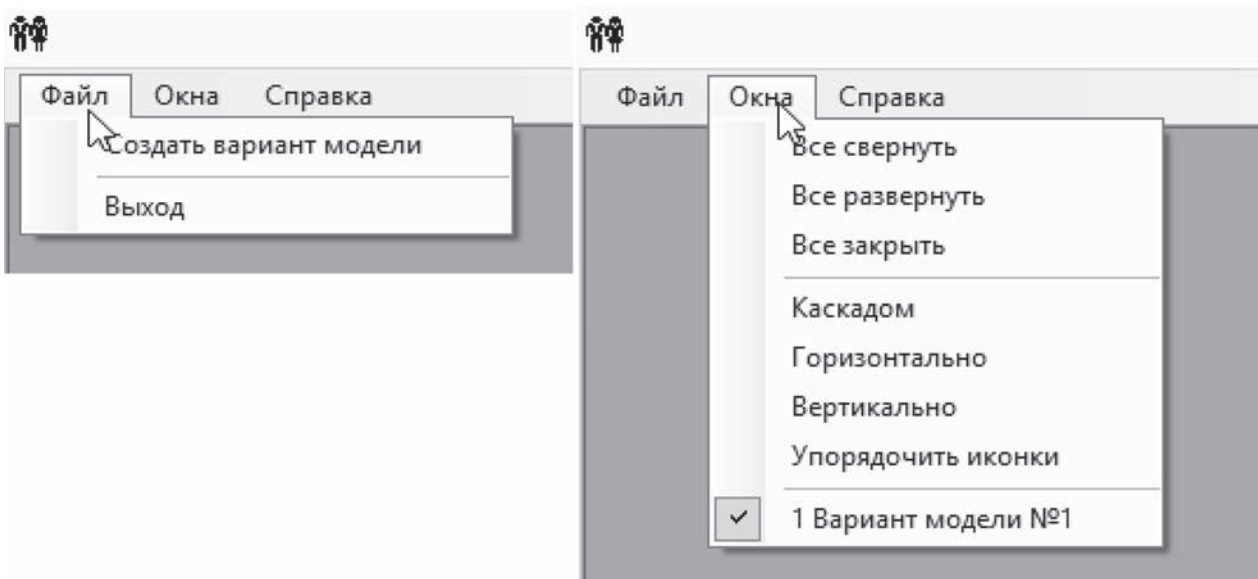 Файл Окна Справка
Создать вариант модели
Выход
Файл Окна Справка
Все свернуть
Все развернуть
Все закрыть
Каскадом
Горизонтально
Вертикально
Упорядочить иконки
1 Вариант модели №1